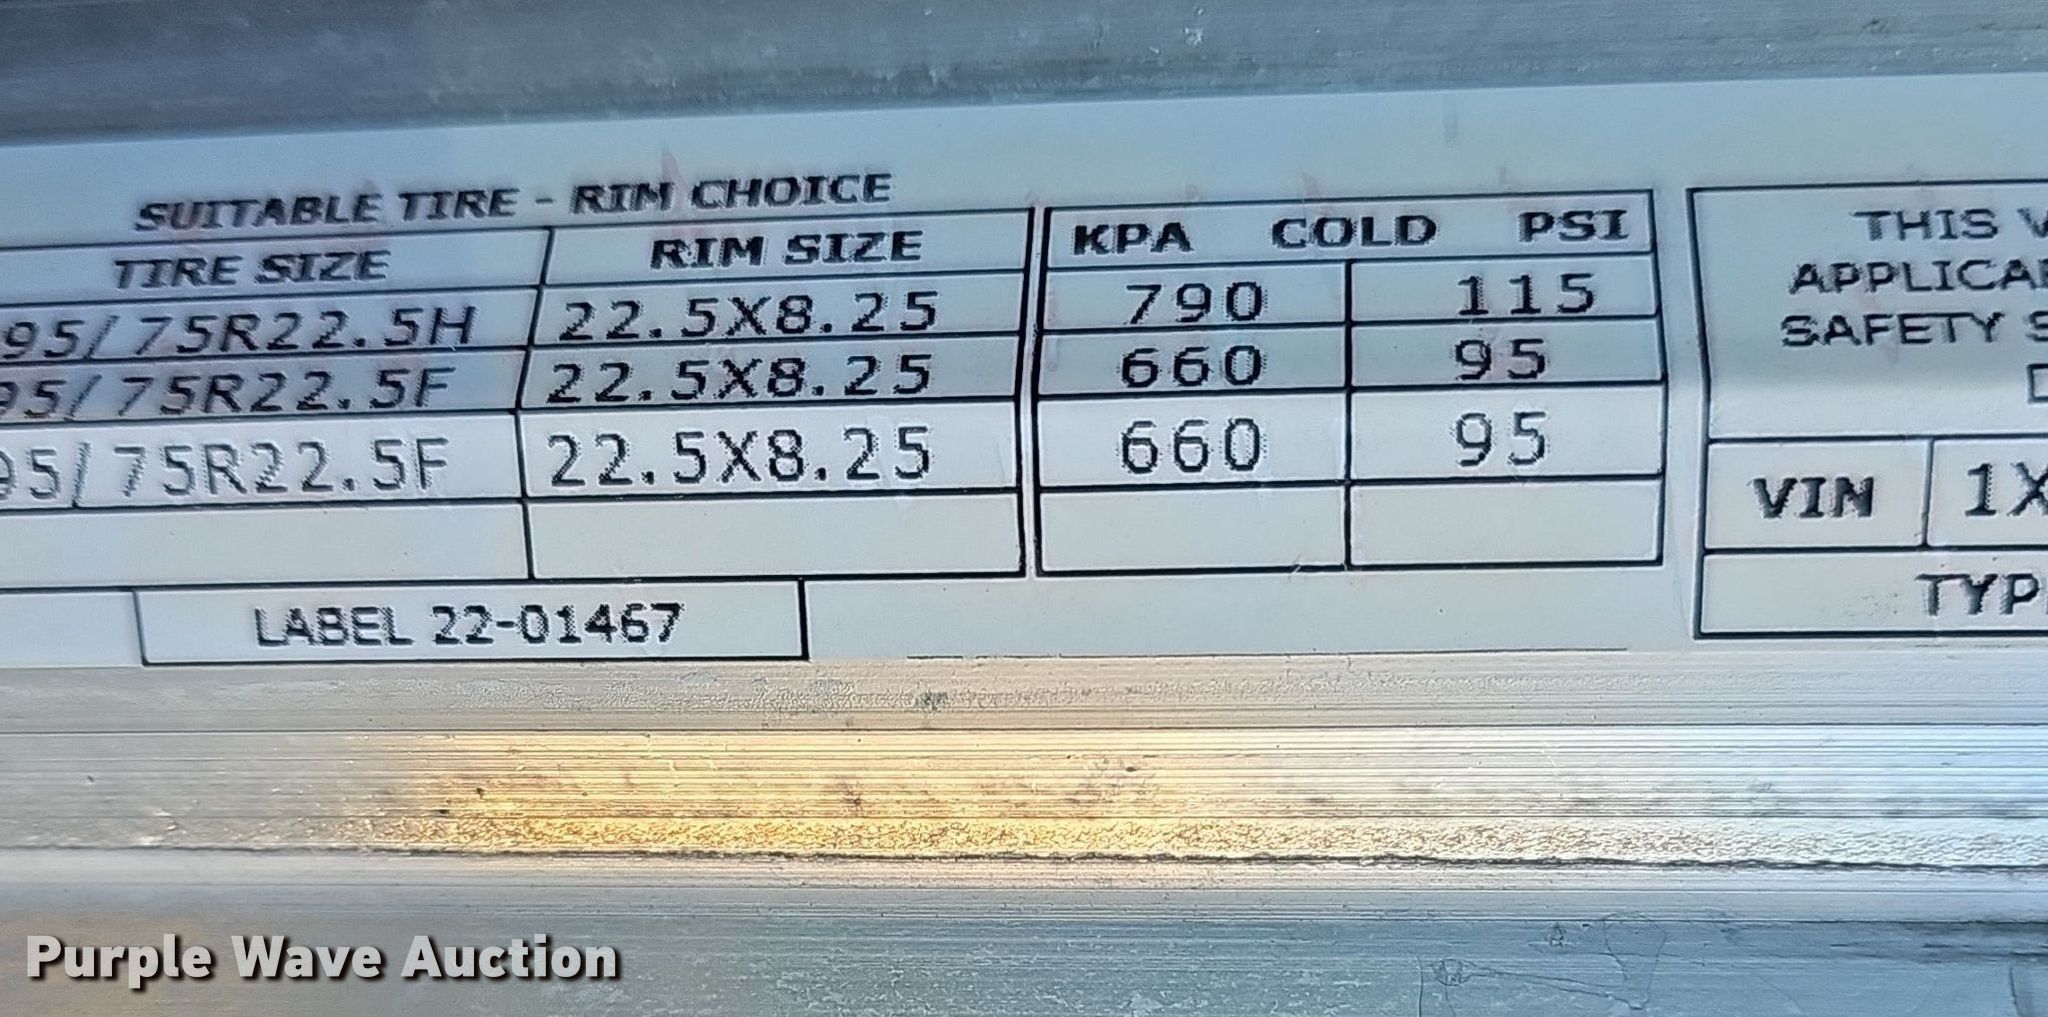 SUITABLE TIRE - RIM CHOICE
TIRE SIZE RIM SIZE KPA COLD PSI
95/75R22.5H 22.5X8.25 790 115
95/75R22.5F 22.5X8.25 660 95
95/75R22.5F 22.5X8.25 660 95
LABEL 22-01467
THIS V
APPLICA
SAFETY S
VIN 1X
TYP
Purple Wave Auction